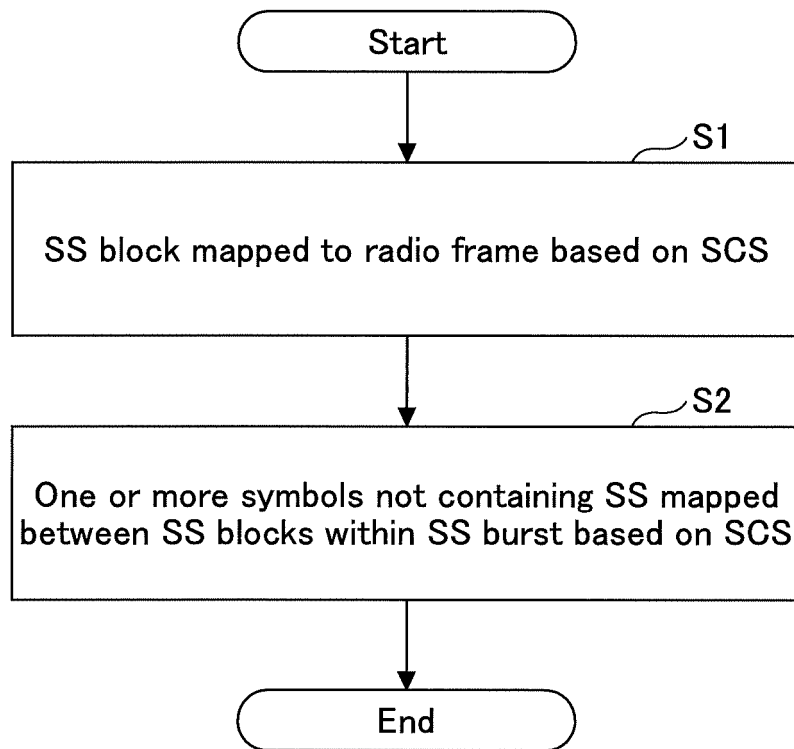 Start
S1
SS block mapped to radio frame based on SCS
S2
One or more symbols not containing SS mapped
between SS blocks within SS burst based on SCS
End